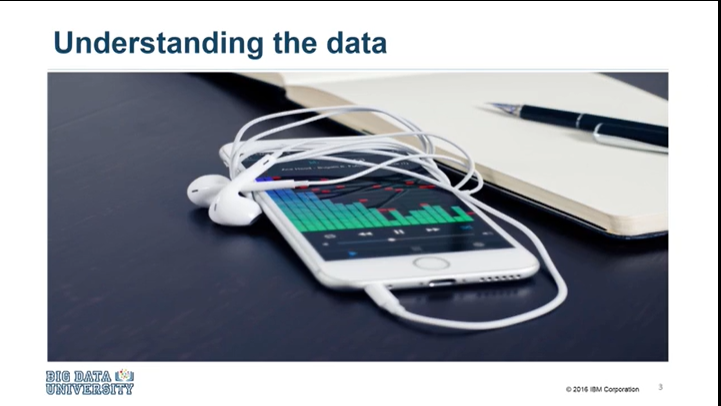 Understanding the data
BIG DATA
UNIVERSITY
© 2016 IBM Corporation
3